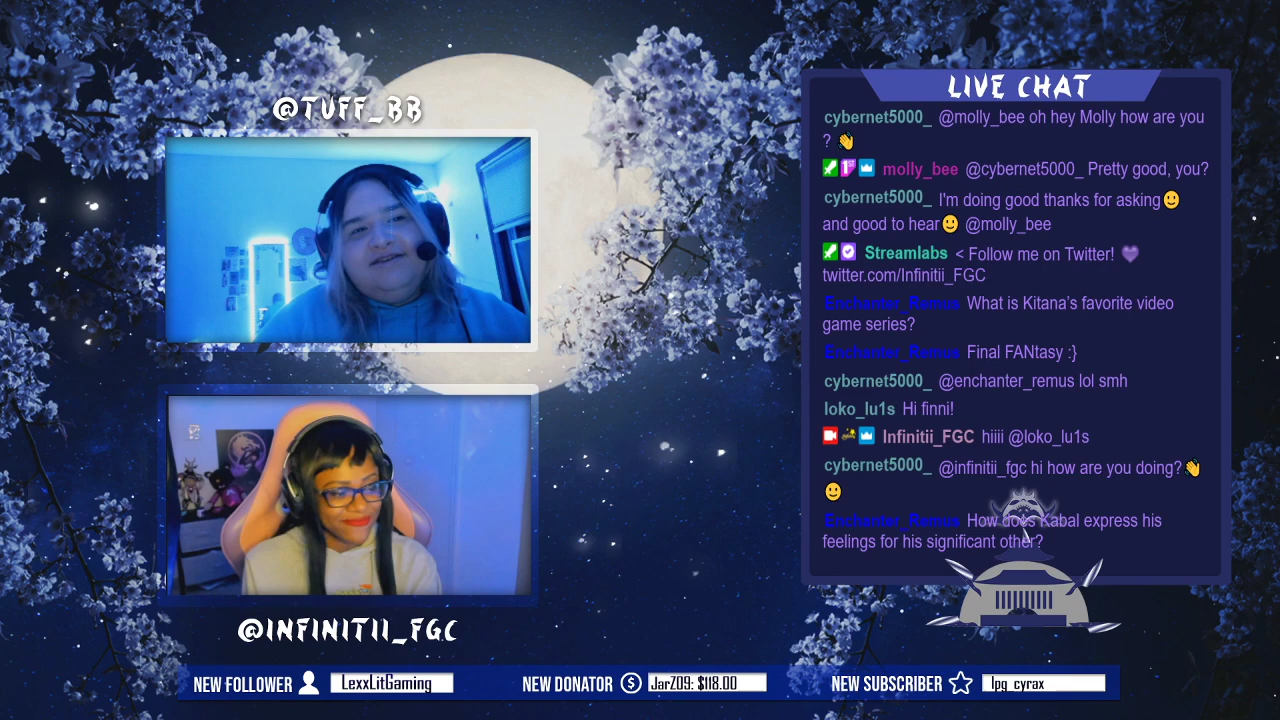 @TUFF_BB
@INFINITII_FGC
LIVE CHAT
cybernet5000_ @molly_bee oh hey Molly how are you
? 👋
molly_bee @cybernet5000_ Pretty good, you?
cybernet5000_ I'm doing good thanks for asking🙂
and good to hear🙂 @molly_bee
Streamlabs < Follow me on Twitter! 💜
twitter.com/Infinitii_FGC
Enchanter_Remus What is Kitana's favorite video
game series?
Enchanter_Remus Final FANtasy :}
cybernet5000_ @enchanter_remus lol smh
loko_lu1s Hi finni!
Infinitii_FGC hiiii @loko_lu1s
cybernet5000_ @infinitii_fgc hi how are you doing?👋
🙂
Enchanter_Remus How does Kabal express his
feelings for his significant other?
NEW FOLLOWER LexxLitGaming
NEW DONATOR JarZ09: $118.00
NEW SUBSCRIBER lpg_cyrax